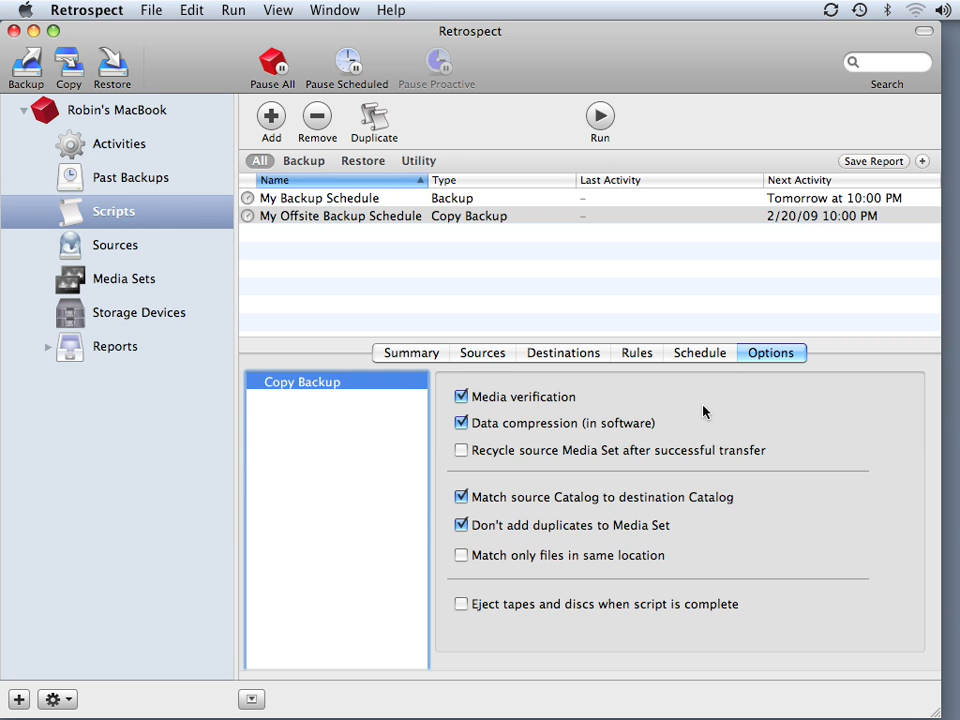 Retrospect File Edit Run View Window Help
Retrospect
Backup Copy Restore Pause All Pause Scheduled Pause Proactive Search
Robin's MacBook
Activities
Past Backups
Scripts
Sources
Media Sets
Storage Devices
Reports
Add Remove Duplicate Run
All Backup Restore Utility Save Report
Name Type Last Activity Next Activity
My Backup Schedule Backup – Tomorrow at 10:00 PM
My Offsite Backup Schedule Copy Backup – 2/20/09 10:00 PM
Summary Sources Destinations Rules Schedule Options
Copy Backup
Media verification
Data compression (in software)
Recycle source Media Set after successful transfer
Match source Catalog to destination Catalog
Don't add duplicates to Media Set
Match only files in same location
Eject tapes and discs when script is complete